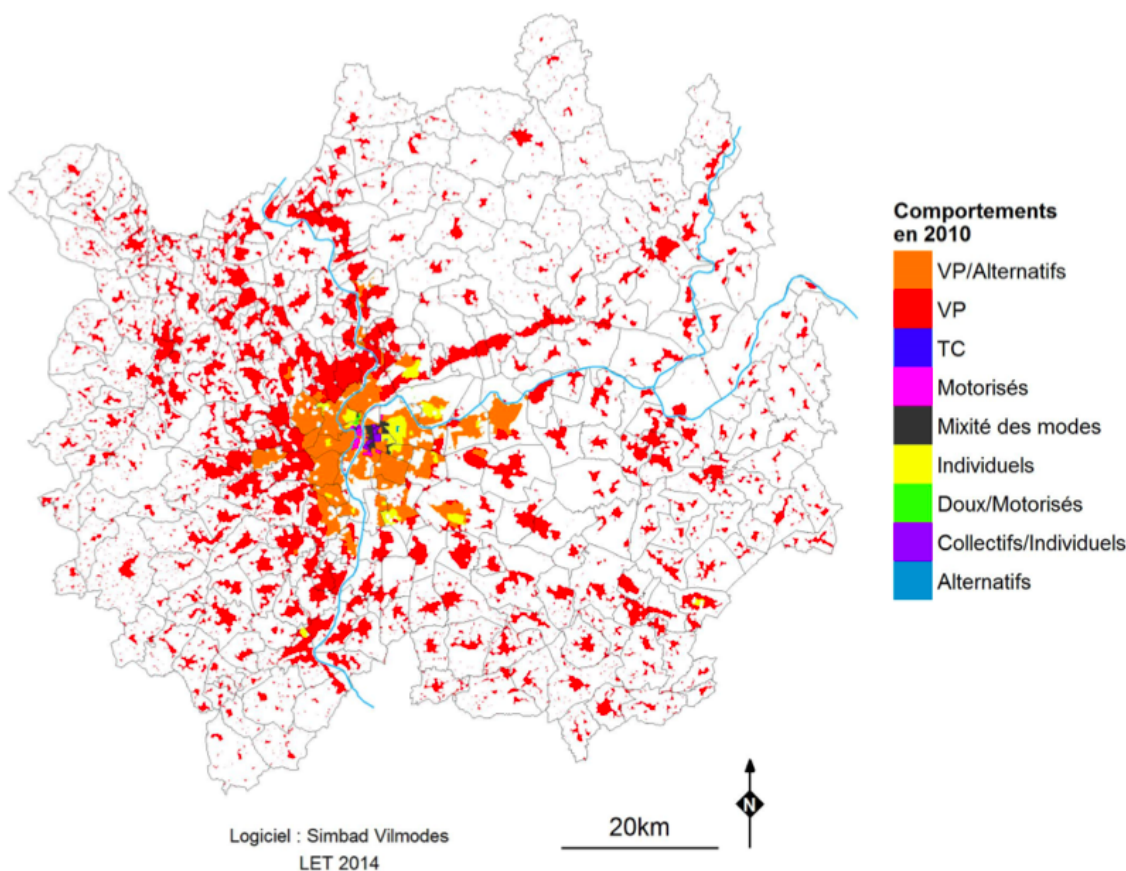 Comportements
en 2010
VP/Alternatifs
VP
TC
Motorisés
Mixité des modes
Individuels
Doux/Motorisés
Collectifs/Individuels
Alternatifs
N
20km
Logiciel : Simbad Vilmodes
LET 2014